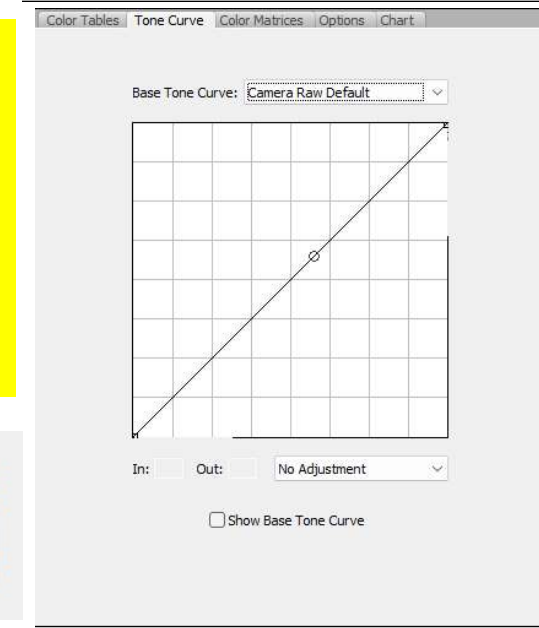 Color Tables Tone Curve Color Matrices Options Chart
Base Tone Curve: Camera Raw Default
In: Out: No Adjustment
Show Base Tone Curve